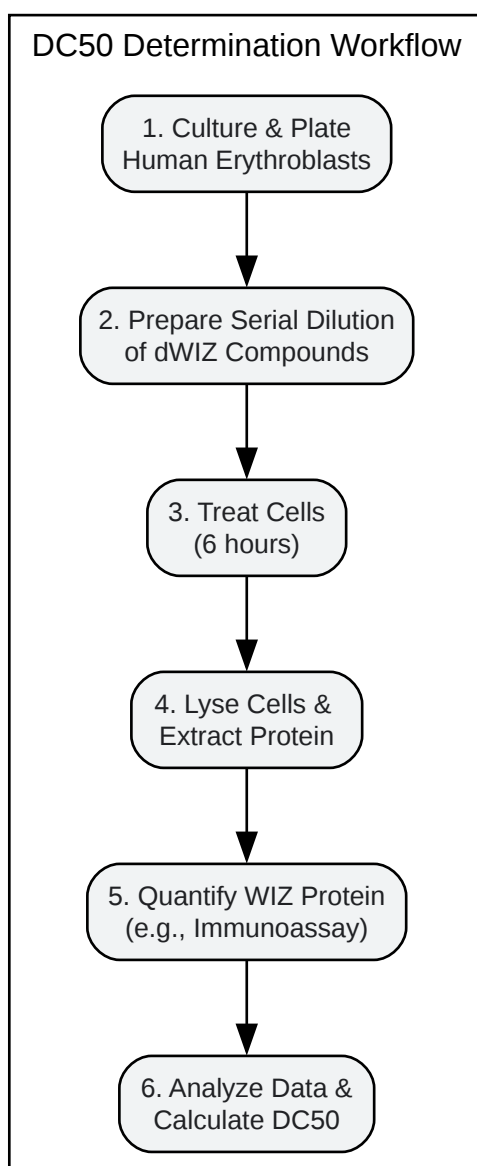 DC50 Determination Workflow
1. Culture & Plate
Human Erythroblasts
2. Prepare Serial Dilution
of dWIZ Compounds
3. Treat Cells
(6 hours)
4. Lyse Cells &
Extract Protein
5. Quantify WIZ Protein
(e.g., Immunoassay)
6. Analyze Data &
Calculate DC50